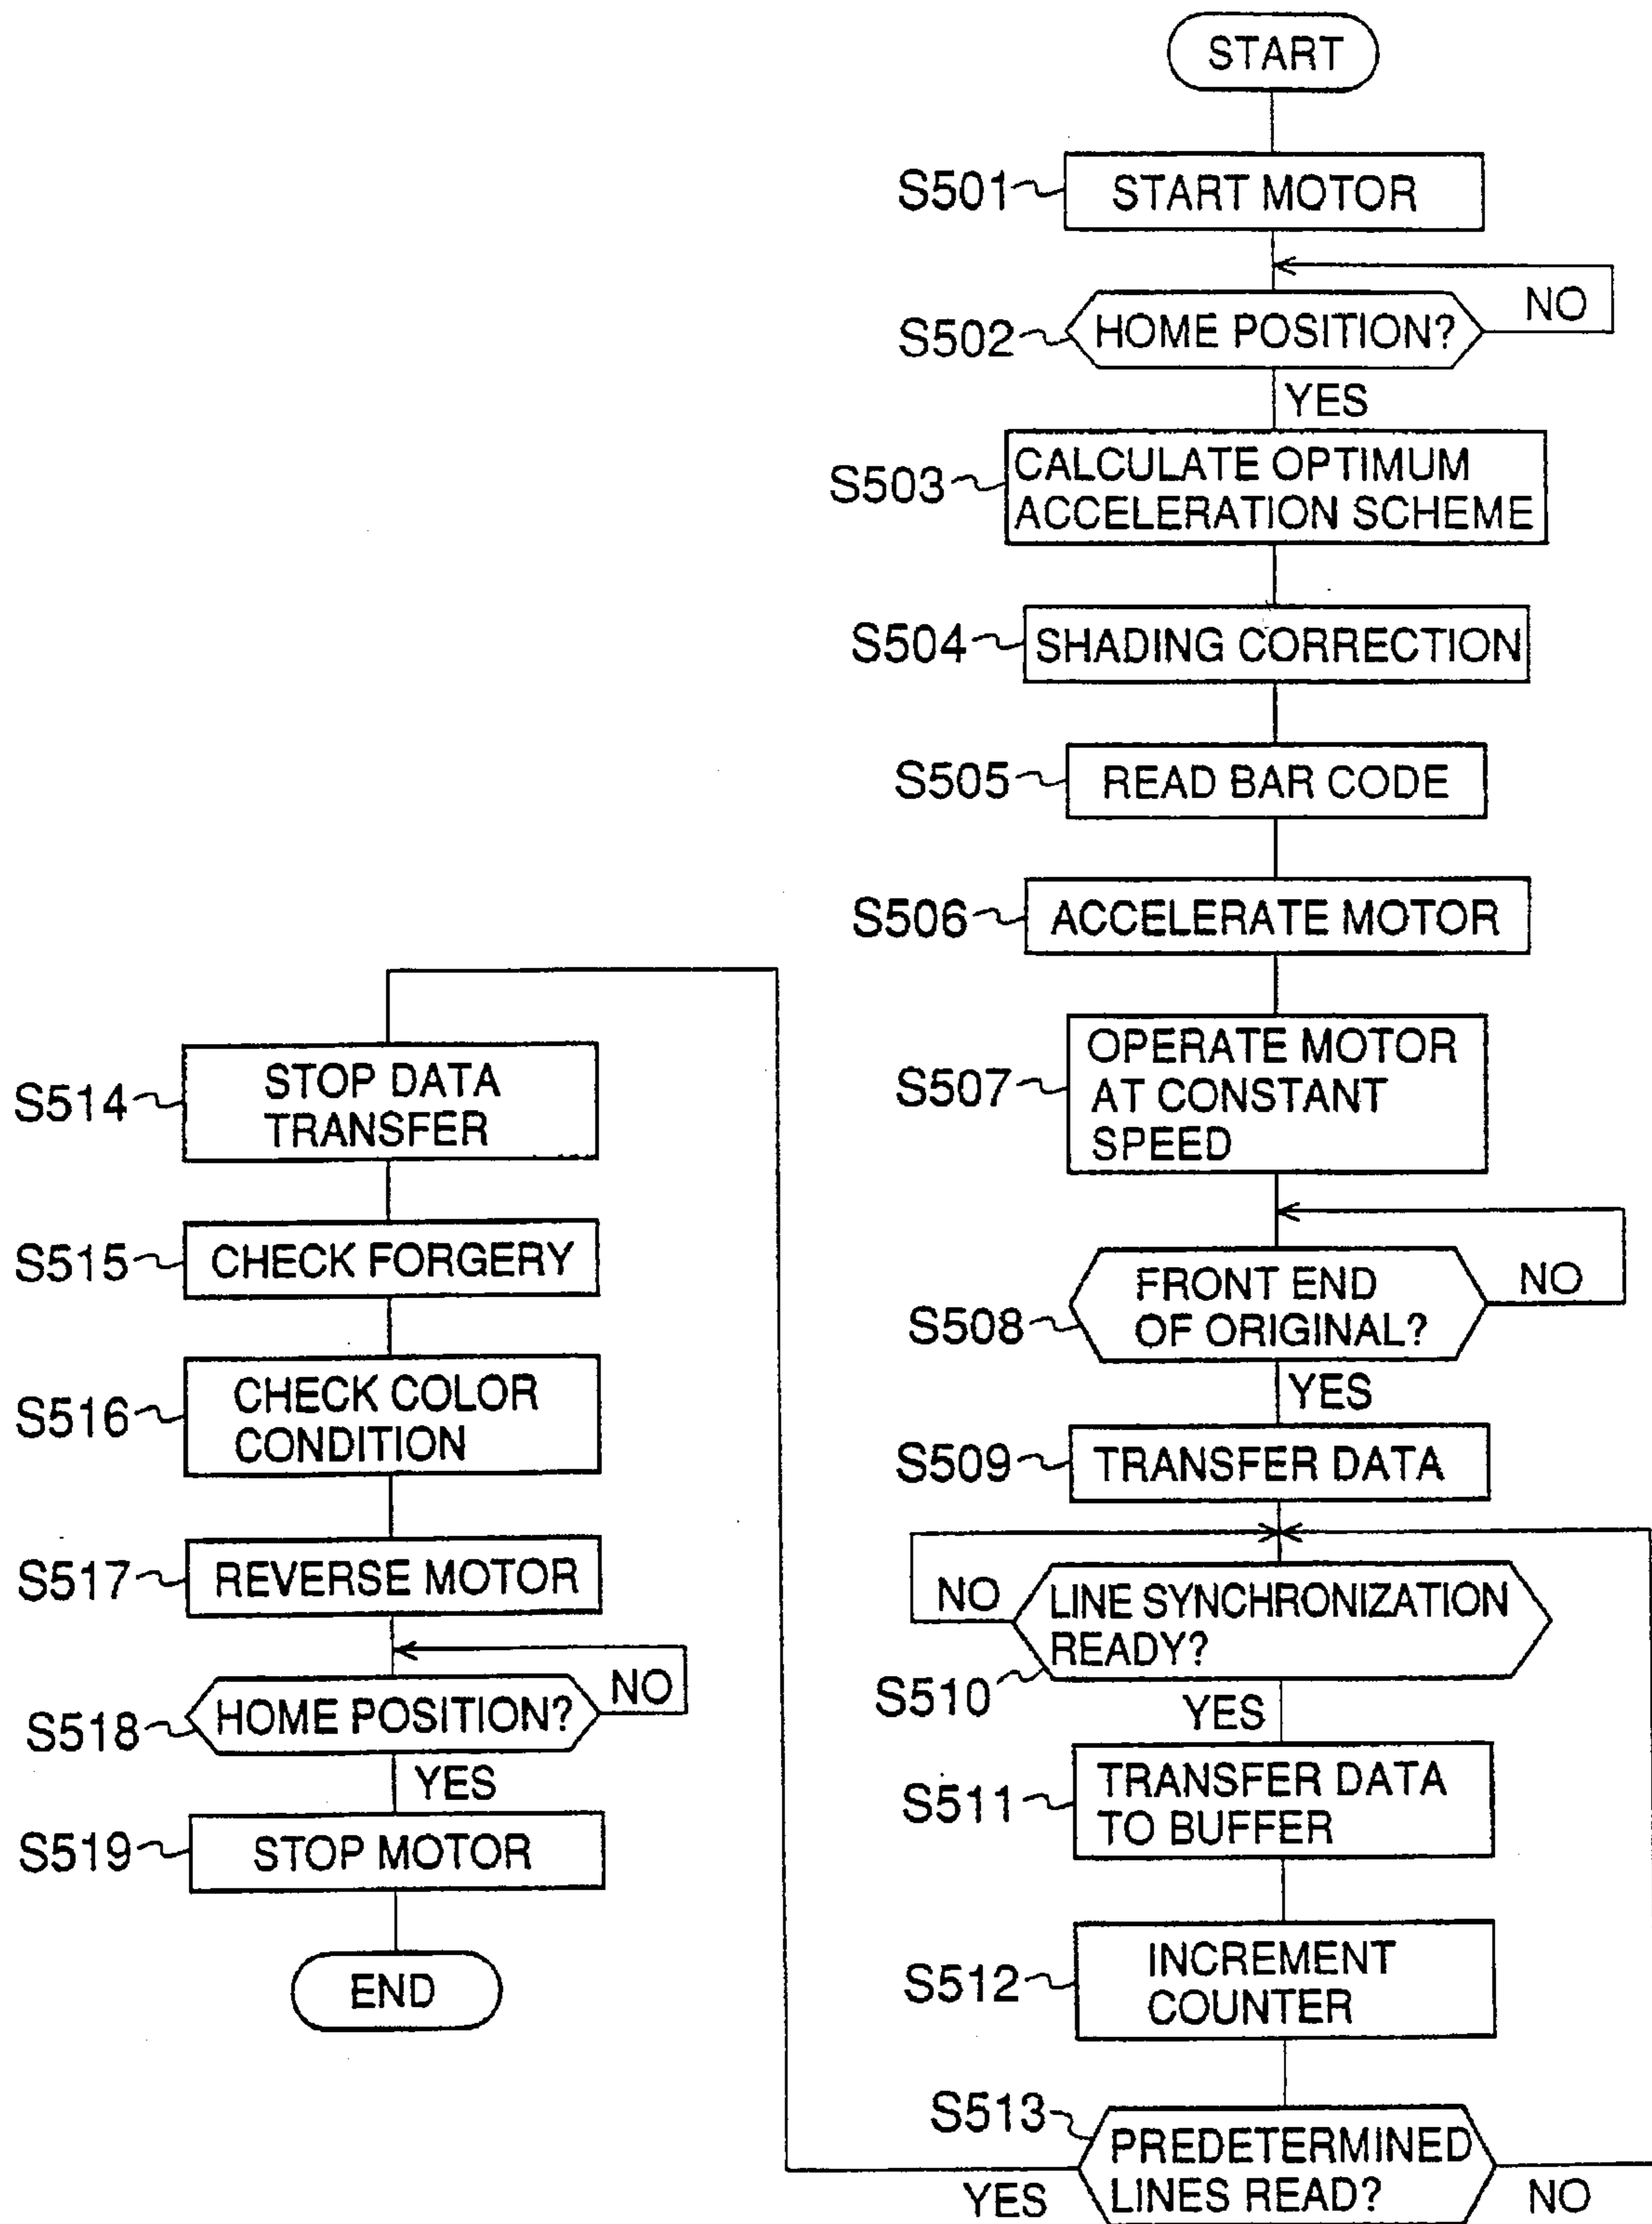 START
S501 START MOTOR
S502 HOME POSITION? NO
YES
S503 CALCULATE OPTIMUM
ACCELERATION SCHEME
S504 SHADING CORRECTION
S505 READ BAR CODE
S506 ACCELERATE MOTOR
S507 OPERATE MOTOR
AT CONSTANT
SPEED
S508 FRONT END
OF ORIGINAL? NO
YES
S509 TRANSFER DATA
NO LINE SYNCHRONIZATION
READY?
S510
YES
S511 TRANSFER DATA
TO BUFFER
S512 INCREMENT
COUNTER
S513 PREDETERMINED
LINES READ?
YES NO
S514 STOP DATA
TRANSFER
S515 CHECK FORGERY
S516 CHECK COLOR
CONDITION
S517 REVERSE MOTOR
S518 HOME POSITION? NO
YES
S519 STOP MOTOR
END